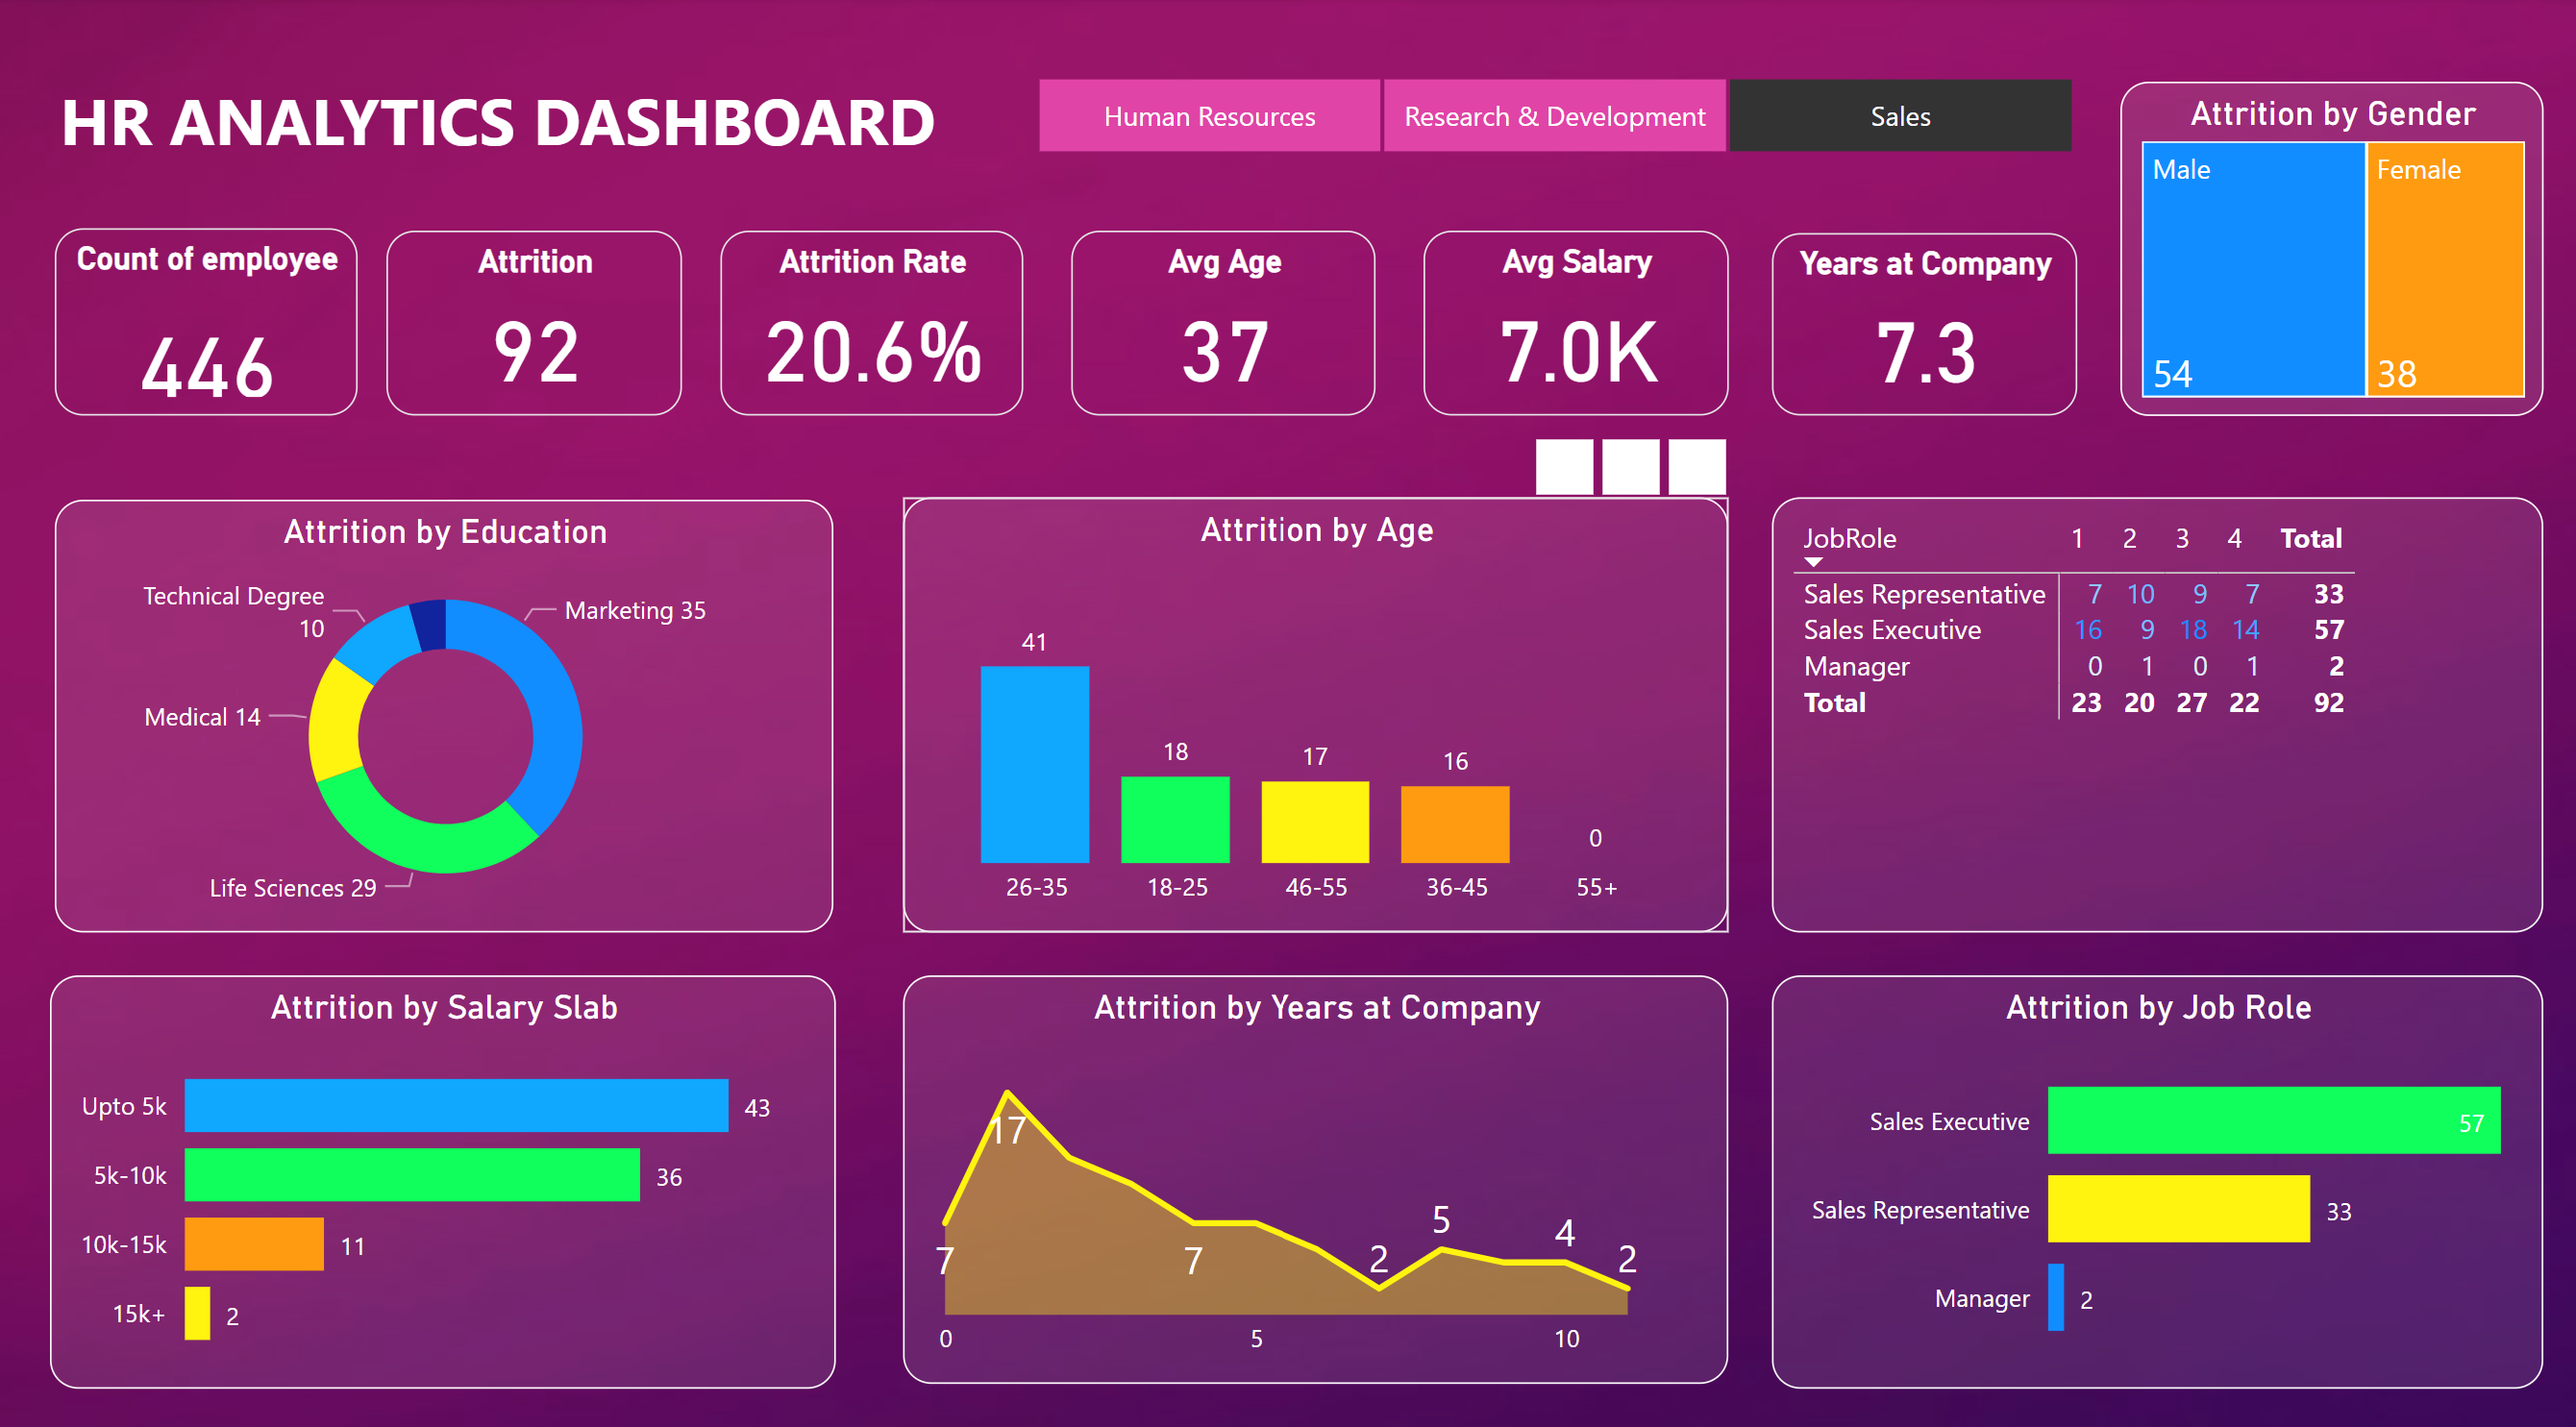 HR ANALYTICS DASHBOARD
Human Resources
Research & Development
Sales
Attrition by Gender
Male
Female
54
38
Count of employee
446
Attrition
92
Attrition Rate
20.6%
Avg Age
37
Avg Salary
7.0K
Years at Company
7.3
Attrition by Education
Technical Degree
10
Marketing 35
Medical 14
Life Sciences 29
Attrition by Age
41
18
17
16
0
26-35
18-25
46-55
36-45
55+
JobRole 1 2 3 4 Total
Sales Representative 7 10 9 7 33
Sales Executive 16 9 18 14 57
Manager 0 1 0 1 2
Total 23 20 27 22 92
Attrition by Salary Slab
Upto 5k 43
5k-10k 36
10k-15k 11
15k+ 2
Attrition by Years at Company
17
7
7
2
5
4
2
0 5 10
Attrition by Job Role
Sales Executive 57
Sales Representative 33
Manager 2